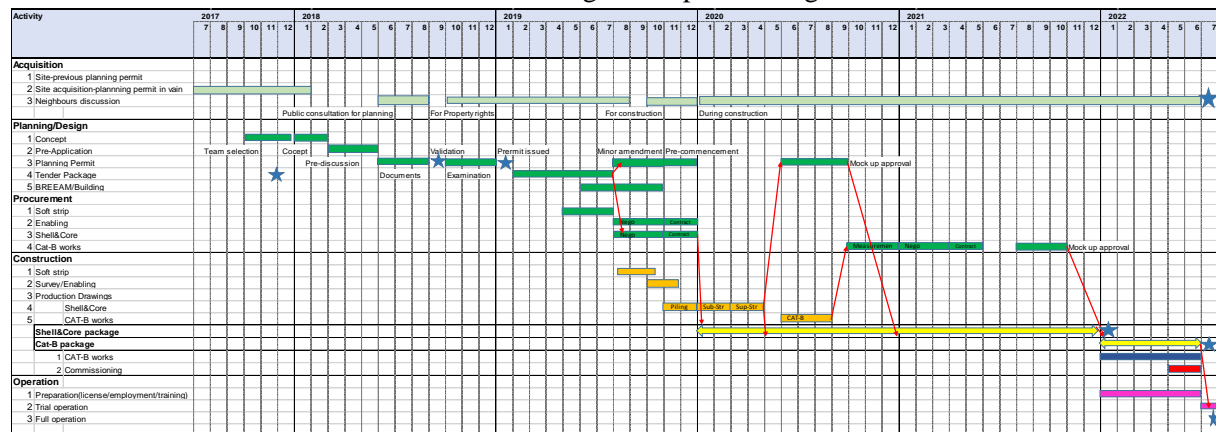 Activity 2017 2018 2019 2020 2021 2022
7 8 9 10 11 12 1 2 3 4 5 6 7 8 9 10 11 12 1 2 3 4 5 6 7 8 9 10 11 12 1 2 3 4 5 6 7 8 9 10 11 12 1 2 3 4 5 6 7 8 9 10 11 12 1 2 3 4 5 6 7
Acquisition
1 Site-previous planning permit
2 Site acquisition-plannning permit in vain
3 Neighbours discussion
Public consultation for planning For Property rights For construction During construction
Planning/Design
1 Concept
2 Pre-Application Team selection Cocept Validation Premit issued Minor amendment Pre-commencement
3 Planning Permit Pre-discussion Mock up approval
4 Tender Package Documents Examination
5 BREEAM/Building
Procurement
1 Soft strip
2 Enabling Nego Contract
3 Shell&Core Nego Contract
4 Cat-B works Measuremen Nego Contract Mock up approval
Construction
1 Soft strip
2 Survey/Enabling
3 Production Drawings
4 Shell&Core Piling Sub-Str Sup-Str
5 CAT-B works CAT-B
Shell&Core package
Cat-B package
1 CAT-B works
2 Commissioning
Operation
1 Preparation(license/employment/training)
2 Trial operation
3 Full operation